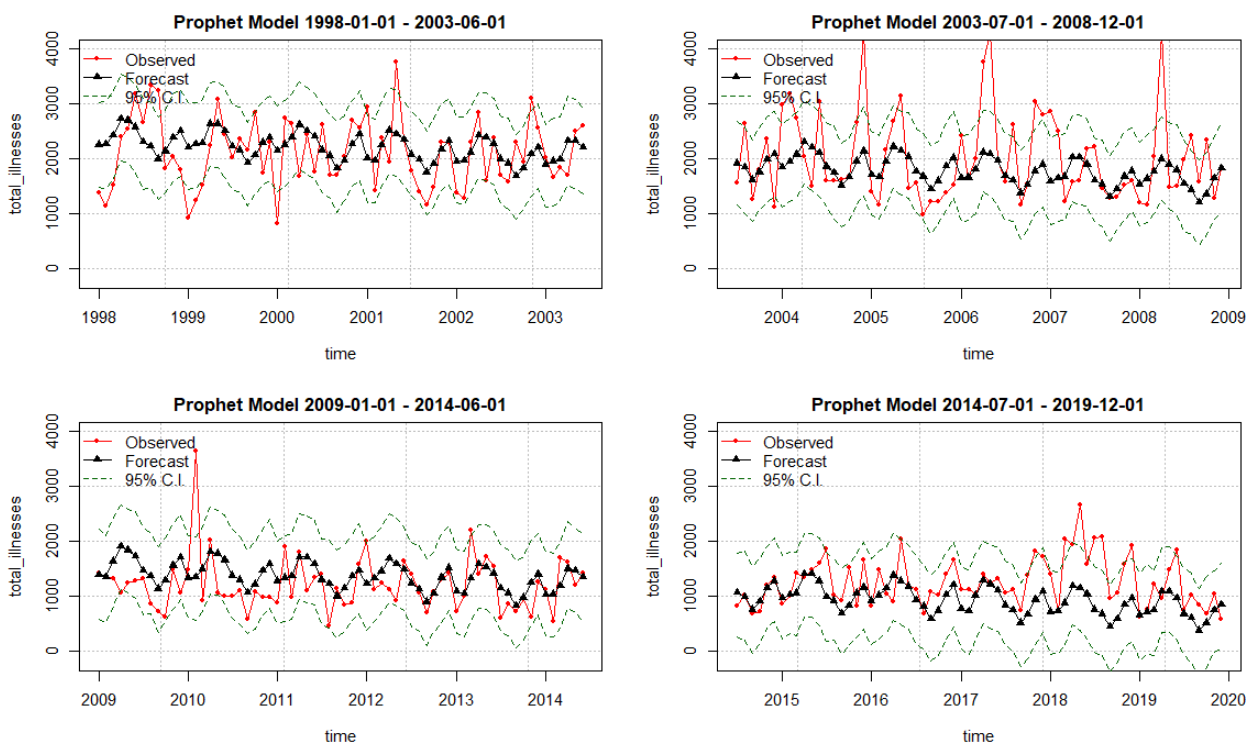 Prophet Model 1998-01-01 - 2003-06-01
total_illnesses
4000
3000
2000
1000
0
Observed
Forecast
95% C.I.
1998 1999 2000 2001 2002 2003
time
Prophet Model 2003-07-01 - 2008-12-01
total_illnesses
4000
3000
2000
1000
0
Observed
Forecast
95% C.I.
2004 2005 2006 2007 2008 2009
time
Prophet Model 2009-01-01 - 2014-06-01
total_illnesses
4000
3000
2000
1000
0
Observed
Forecast
95% C.I.
2009 2010 2011 2012 2013 2014
time
Prophet Model 2014-07-01 - 2019-12-01
total_illnesses
4000
3000
2000
1000
0
Observed
Forecast
95% C.I.
2015 2016 2017 2018 2019 2020
time